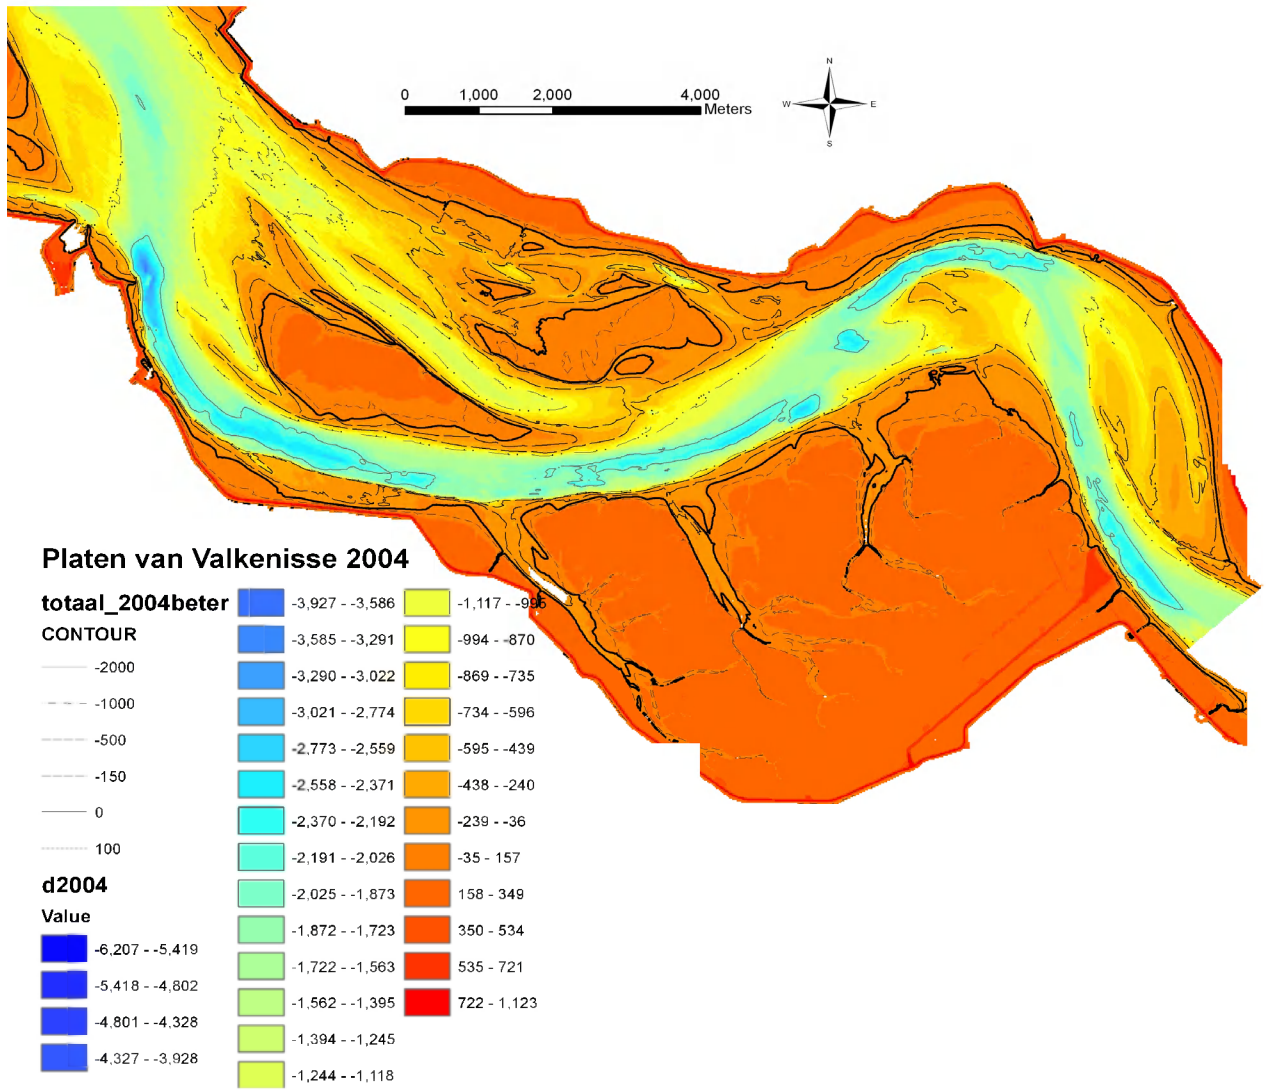 N
W E
S
0 1,000 2,000 4,000
Meters
Platen van Valkenisse 2004
totaal_2004beter
CONTOUR
-2000
-1000
-500
-150
0
100
d2004
Value
-6,207 - -5,419
-5,418 - -4,802
-4,801 - -4,328
-4,327 - -3,928
-3,927 - -3,586
-3,585 - -3,291
-3,290 - -3,022
-3,021 - -2,774
-2,773 - -2,559
-2,558 - -2,371
-2,370 - -2,192
-2,191 - -2,026
-2,025 - -1,873
-1,872 - -1,723
-1,722 - -1,563
-1,562 - -1,395
-1,394 - -1,245
-1,244 - -1,118
-1,117 - -995
-994 - -870
-869 - -735
-734 - -596
-595 - -439
-438 - -240
-239 - -36
-35 - 157
158 - 349
350 - 534
535 - 721
722 - 1,123